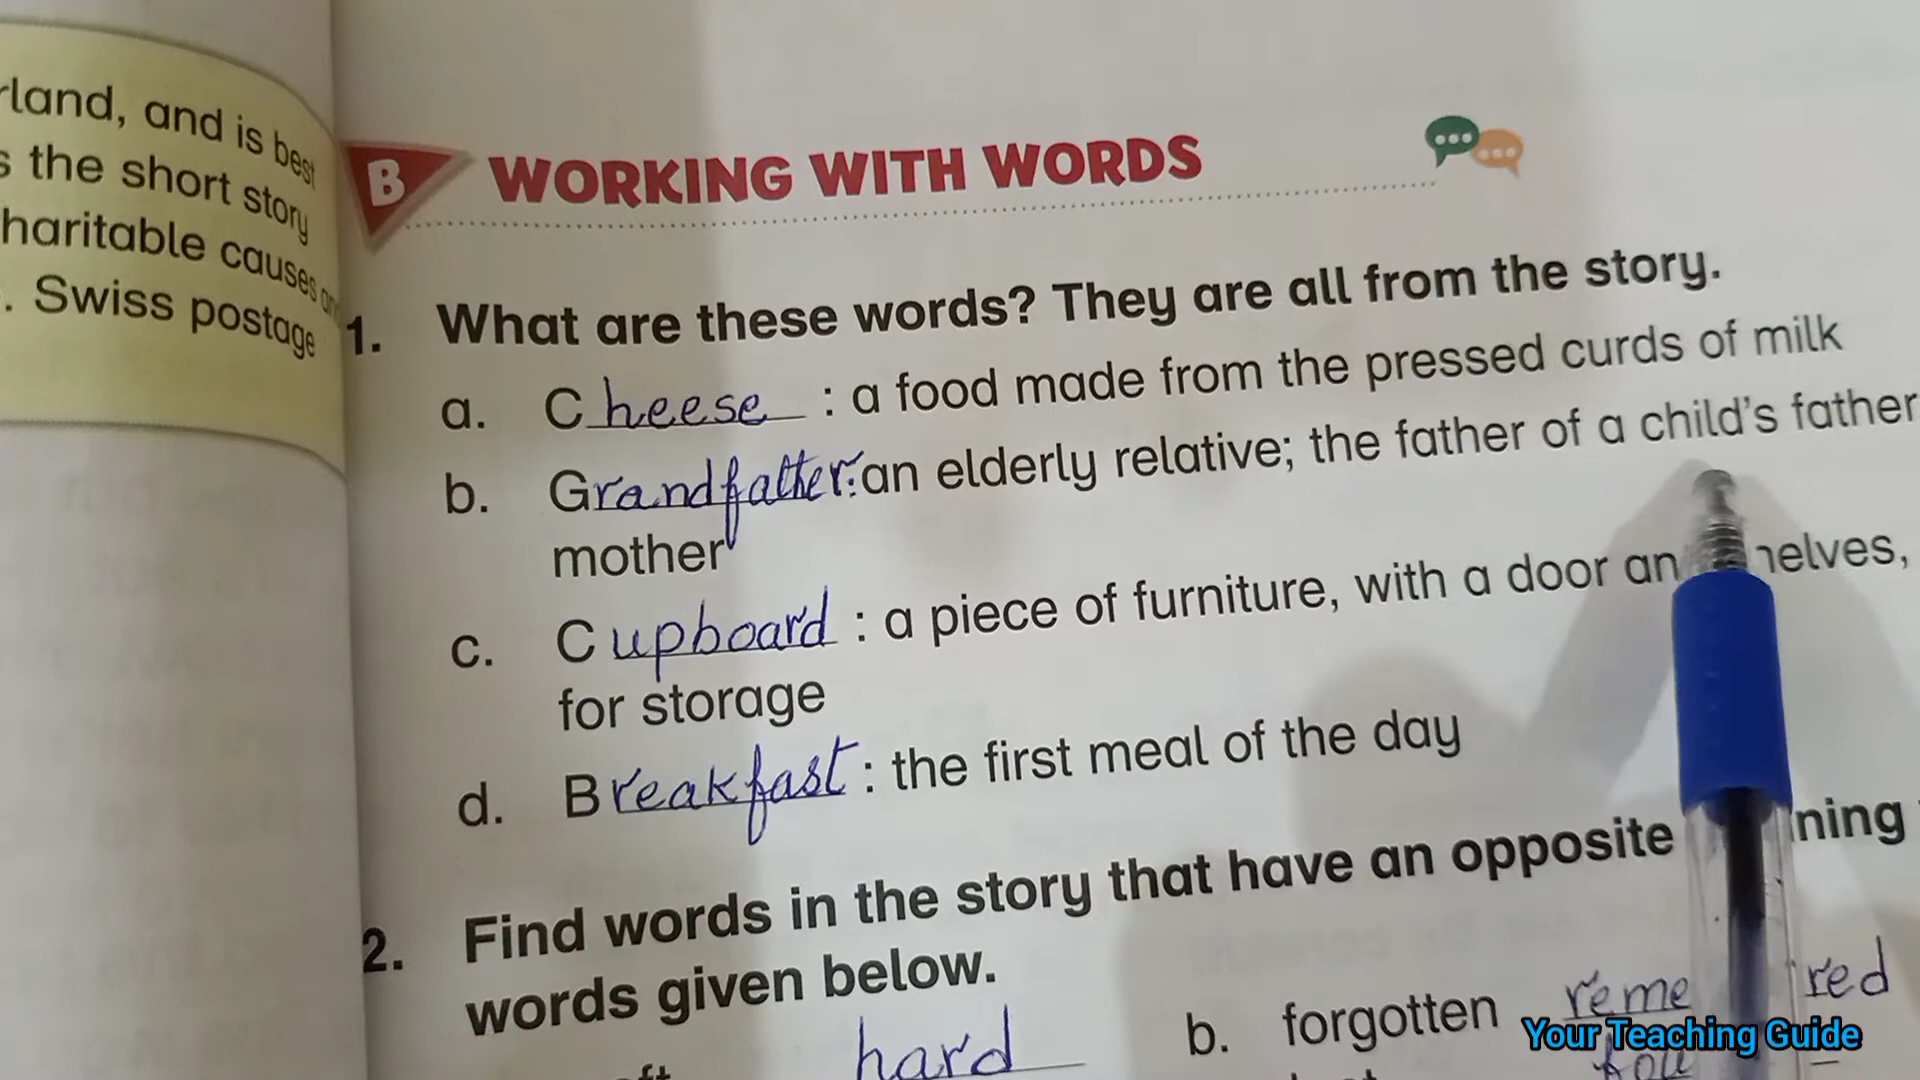 rland, and is best
s the short story
haritable causes
. Swiss postage
B WORKING WITH WORDS
1. What are these words? They are all from the story.
a. Cheese : a food made from the pressed curds of milk
b. Grandfather: an elderly relative; the father of a child's father
mother
c. Cupboard : a piece of furniture, with a door an helves,
for storage
d. Breakfast : the first meal of the day
2. Find words in the story that have an opposite ning
words given below.
hard
b. forgotten reme red
Your Teaching Guide